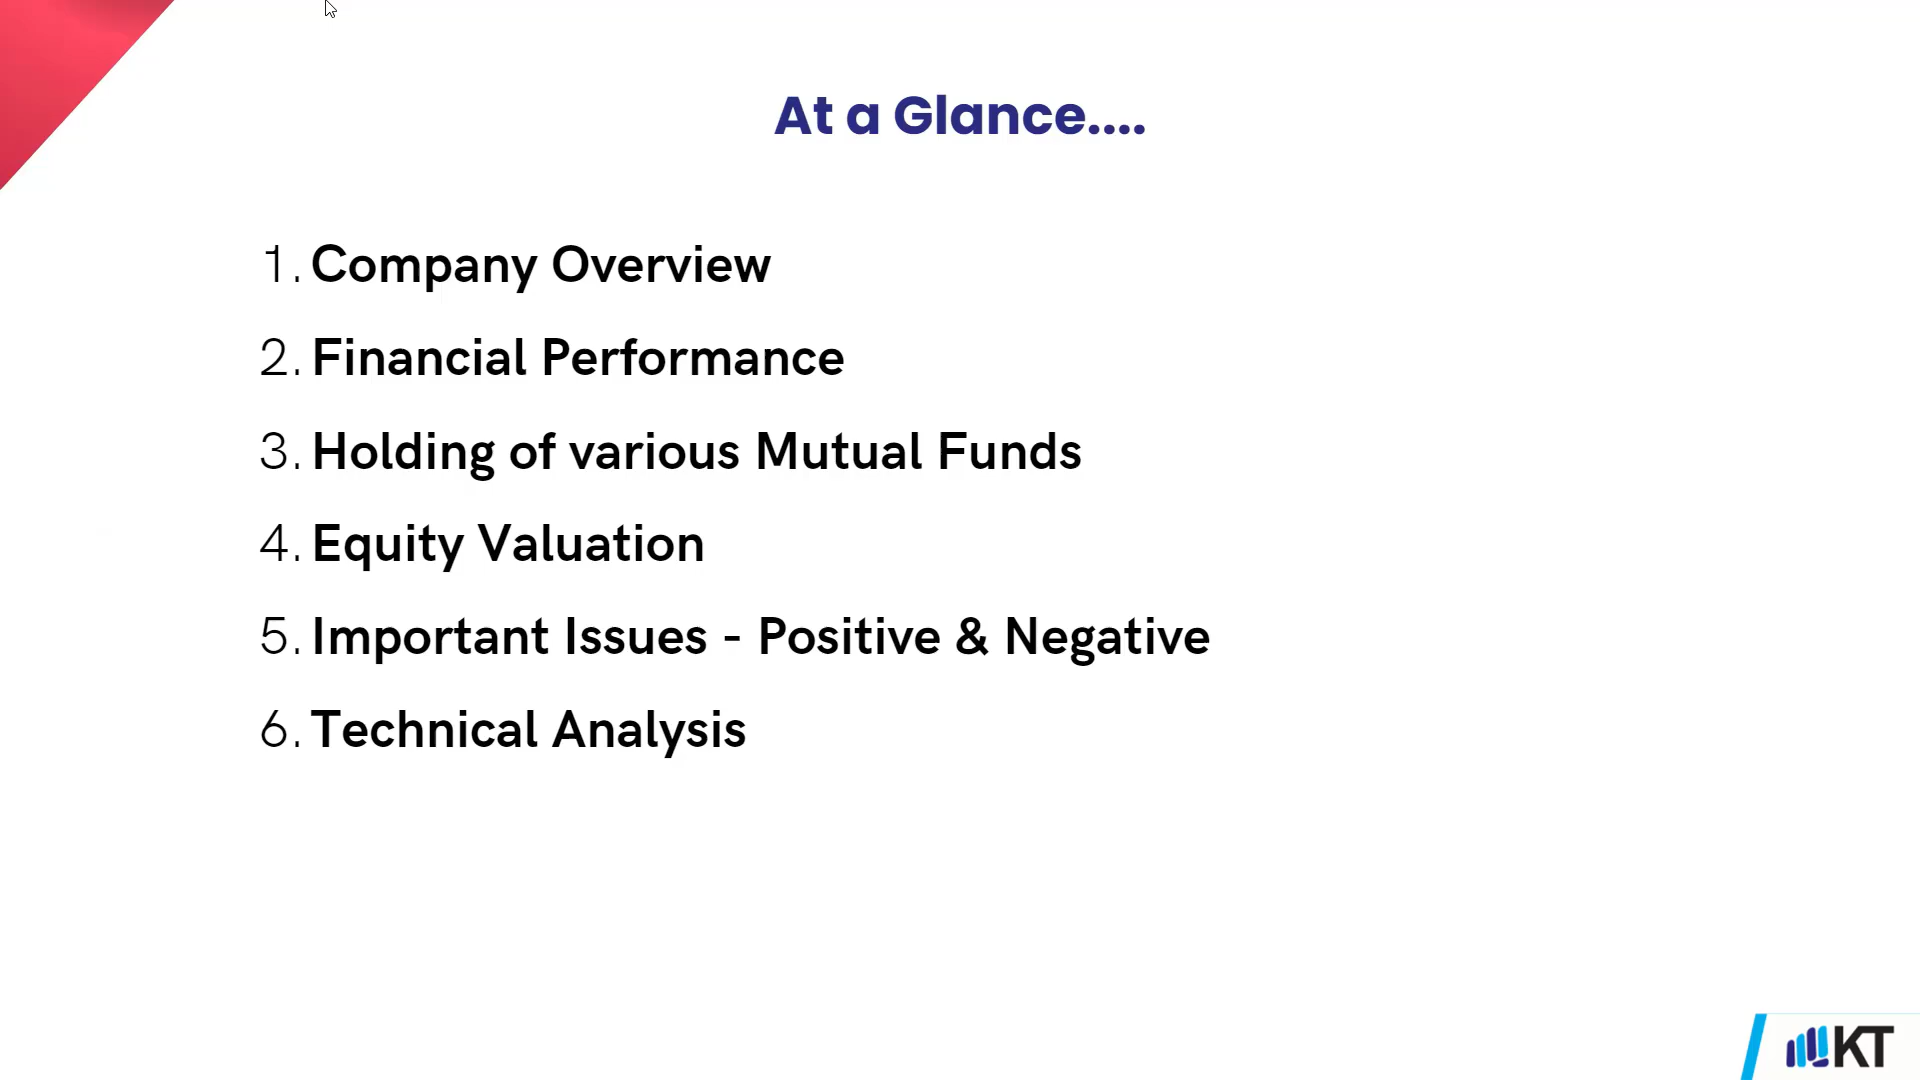 At a Glance....
1. Company Overview
2. Financial Performance
3. Holding of various Mutual Funds
4. Equity Valuation
5. Important Issues - Positive & Negative
6. Technical Analysis
KT